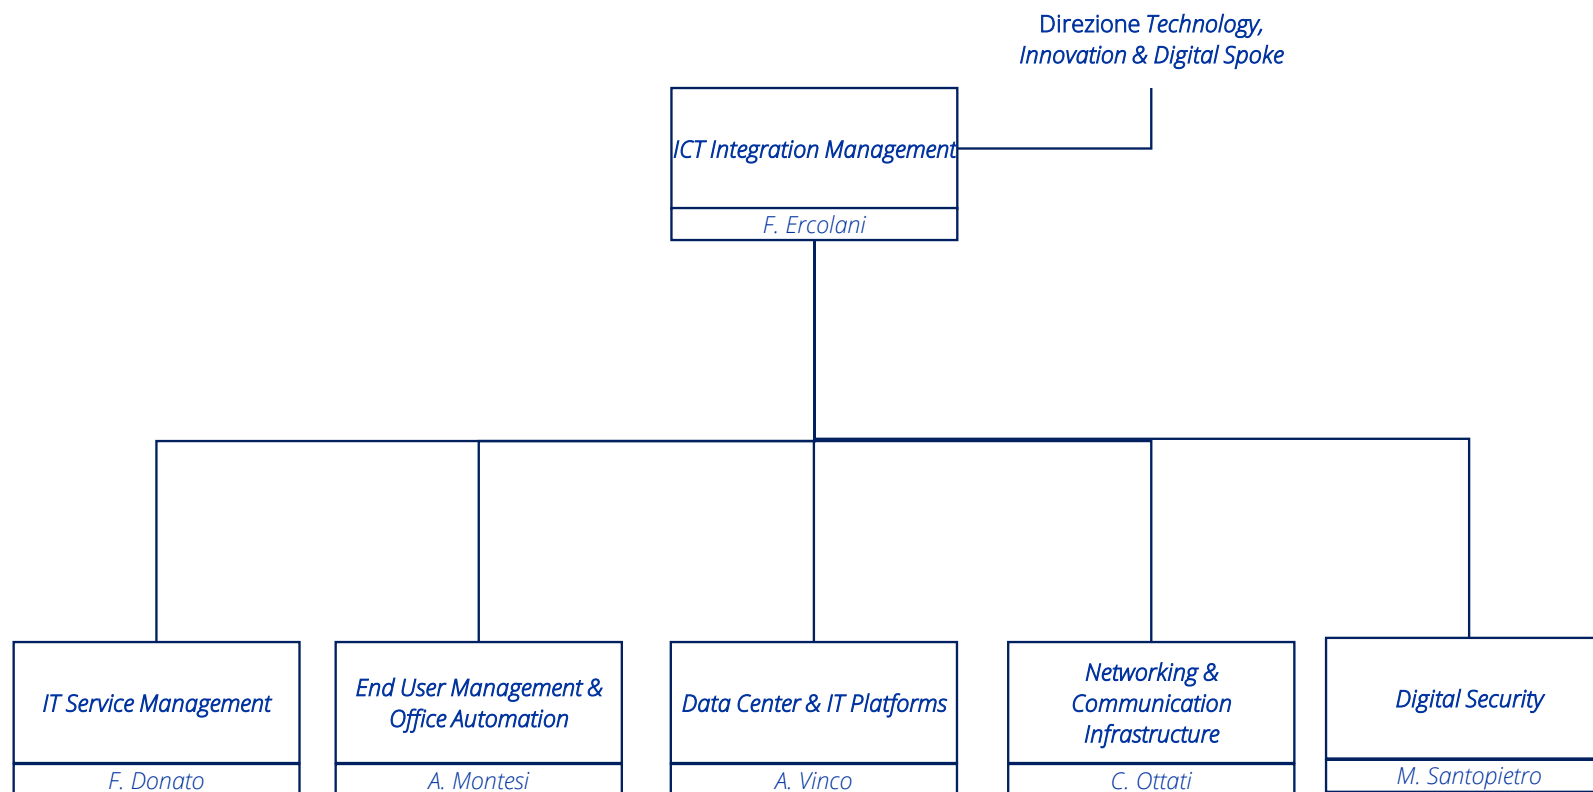 Direzione Technology,
Innovation & Digital Spoke
ICT Integration Management
F. Ercolani
IT Service Management
F. Donato
End User Management &
Office Automation
A. Montesi
Data Center & IT Platforms
A. Vinco
Networking &
Communication
Infrastructure
C. Ottati
Digital Security
M. Santopietro